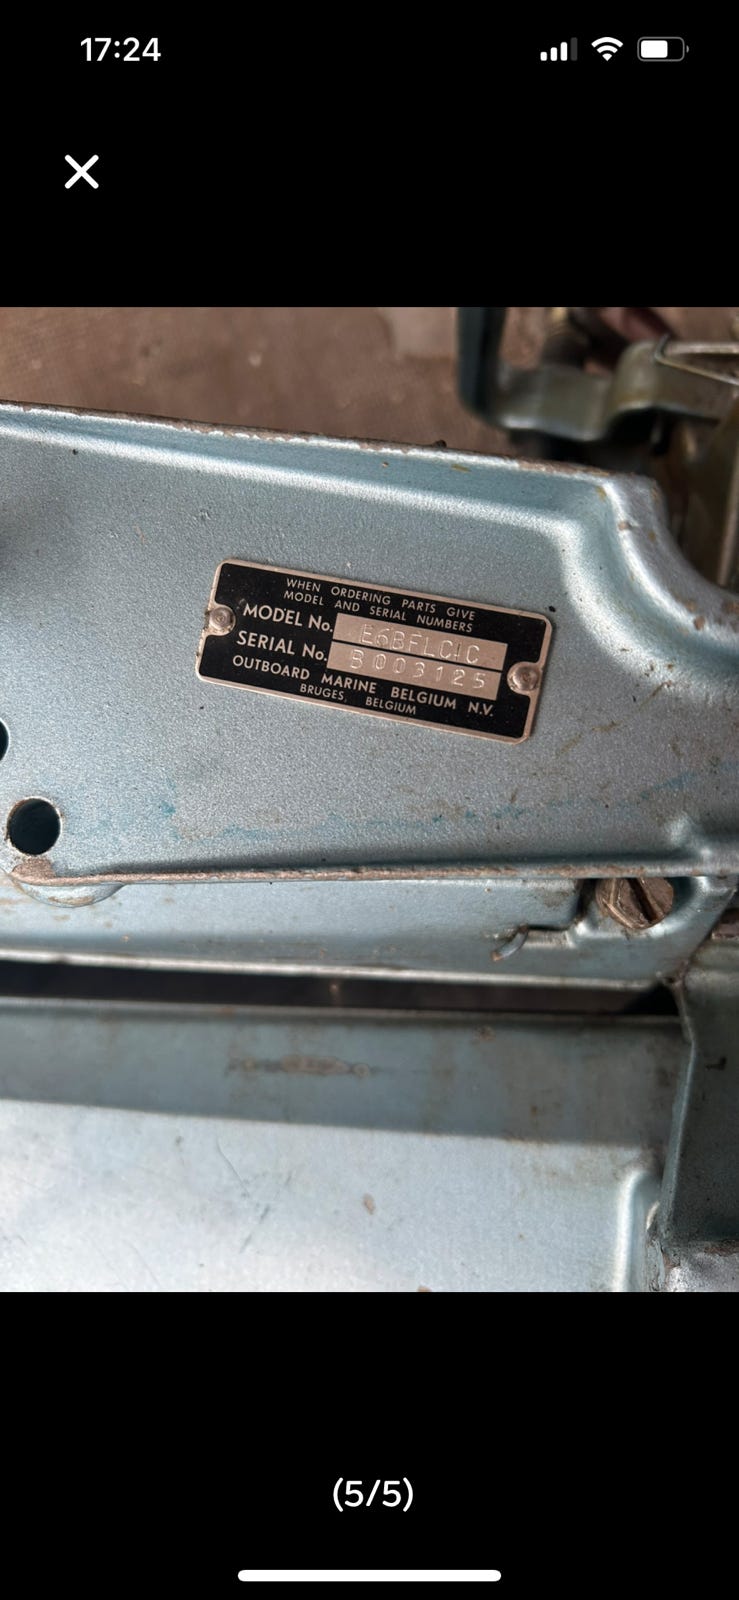 17:24
WHEN ORDERING PARTS GIVE
MODEL AND SERIAL NUMBERS
MODEL No. E6BFLCIC
SERIAL No. B003125
OUTBOARD MARINE BELGIUM N.V.
BRUGES, BELGIUM
(5/5)